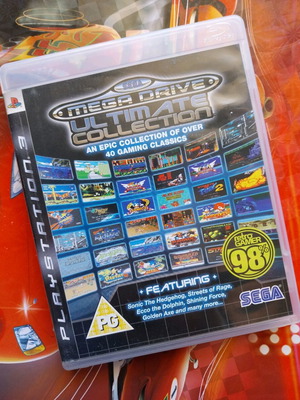 SEGA
MEGA DRIVE
ULTIMATE
COLLECTION
AN EPIC COLLECTION OF OVER
40 GAMING CLASSICS
PLAYSTATION 3
GAMER
98
FEATURING
Sonic The Hedgehog, Streets of Rage,
Ecco the Dolphin, Shining Force,
Golden Axe and many more...
PG
SEGA